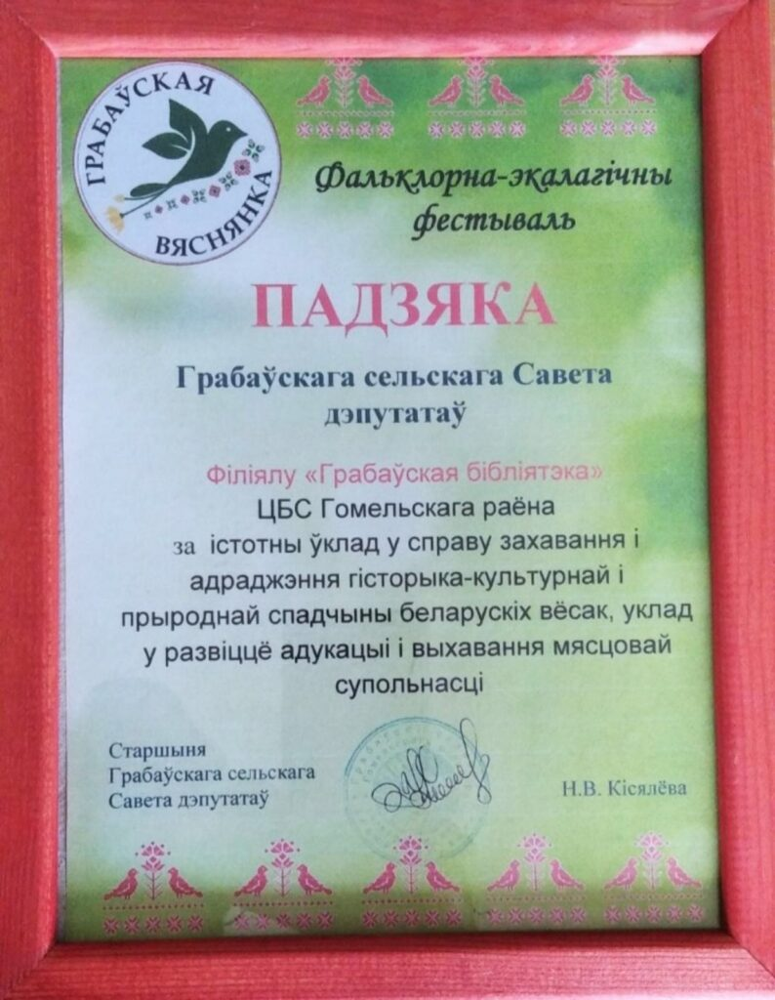 ГРАБАЎСКАЯ
ВЯСНЯНКА
Фальклорна-экалагічны
фестываль
ПАДЗЯКА
Грабаўскага сельскага Савета
дэпутатаў
Філіялу «Грабаўская бібліятэка»
ЦБС Гомельскага раёна
за істотны ўклад у справу захавання і
адраджэння гісторыка-культурнай і
прыроднай спадчыны беларускіх вёсак, уклад
у развіццё адукацыі і выхавання мясцовай
супольнасці
Старшыня
Грабаўскага сельскага
Савета дэпутатаў
Н.В. Кісялёва